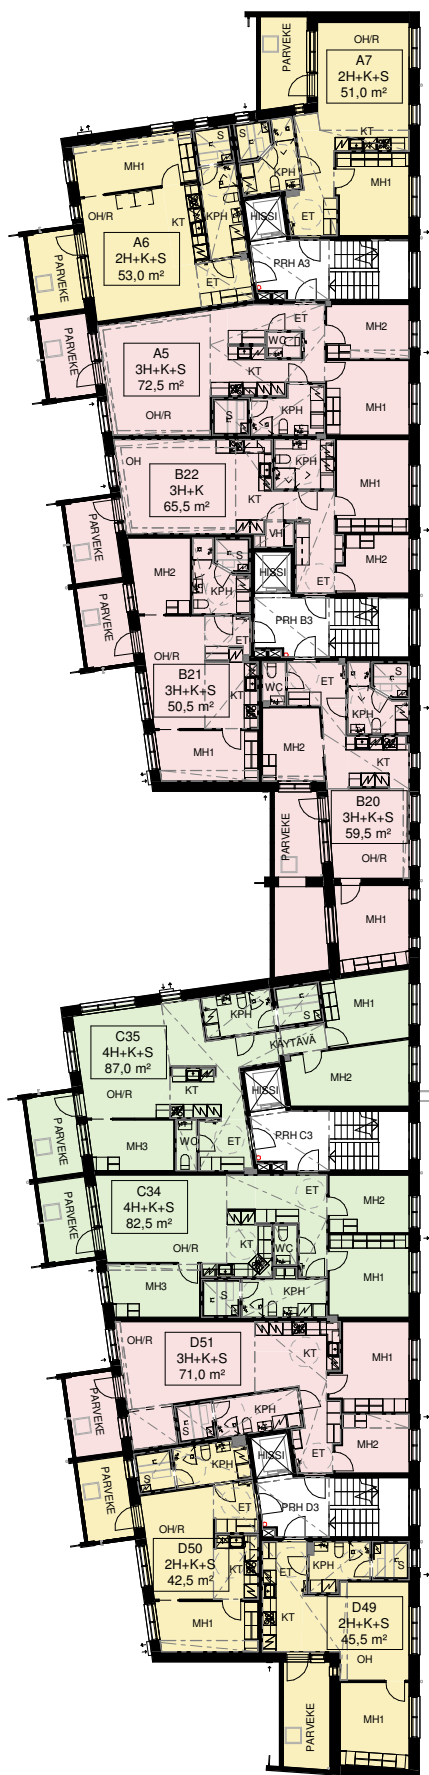 PARVEKE
OH/R
A7
2H+K+S
51,0 m²
KT
S
S
MH1
KPH
KPH
MH1
OH/R
KT
HISSI
ET
A6
2H+K+S
53,0 m²
PRH A3
ET
PARVEKE
PARVEKE
ET
MH2
WC
A5
3H+K+S
72,5 m²
KT
MH1
OH/R
S
KPH
OH
KPH
B22
3H+K
65,5 m²
MH1
KT
PARVEKE
VH
MH2
MH2
S
HISSI
ET
KPH
PARVEKE
PRH B3
ET
OH/R
B21
3H+K+S
50,5 m²
KT
WC
ET
S
KPH
MH1
MH2
KT
B20
3H+K+S
59,5 m²
PARVEKE
OH/R
MH1
MH1
KPH
S
C35
4H+K+S
87,0 m²
KÄYTÄVÄ
MH2
KT
HISSI
OH/R
PARVEKE
MH3
WC
ET
PRH C3
C34
4H+K+S
82,5 m²
ET
MH2
PARVEKE
OH/R
KT
WC
MH3
S
KPH
MH1
OH/R
D51
3H+K+S
71,0 m²
KT
MH1
PARVEKE
KPH
S
MH2
ET
HISSI
KPH
S
PARVEKE
ET
PRH D3
OH/R
D50
2H+K+S
42,5 m²
KT
ET
KPH
S
MH1
KT
D49
2H+K+S
45,5 m²
OH
PARVEKE
MH1